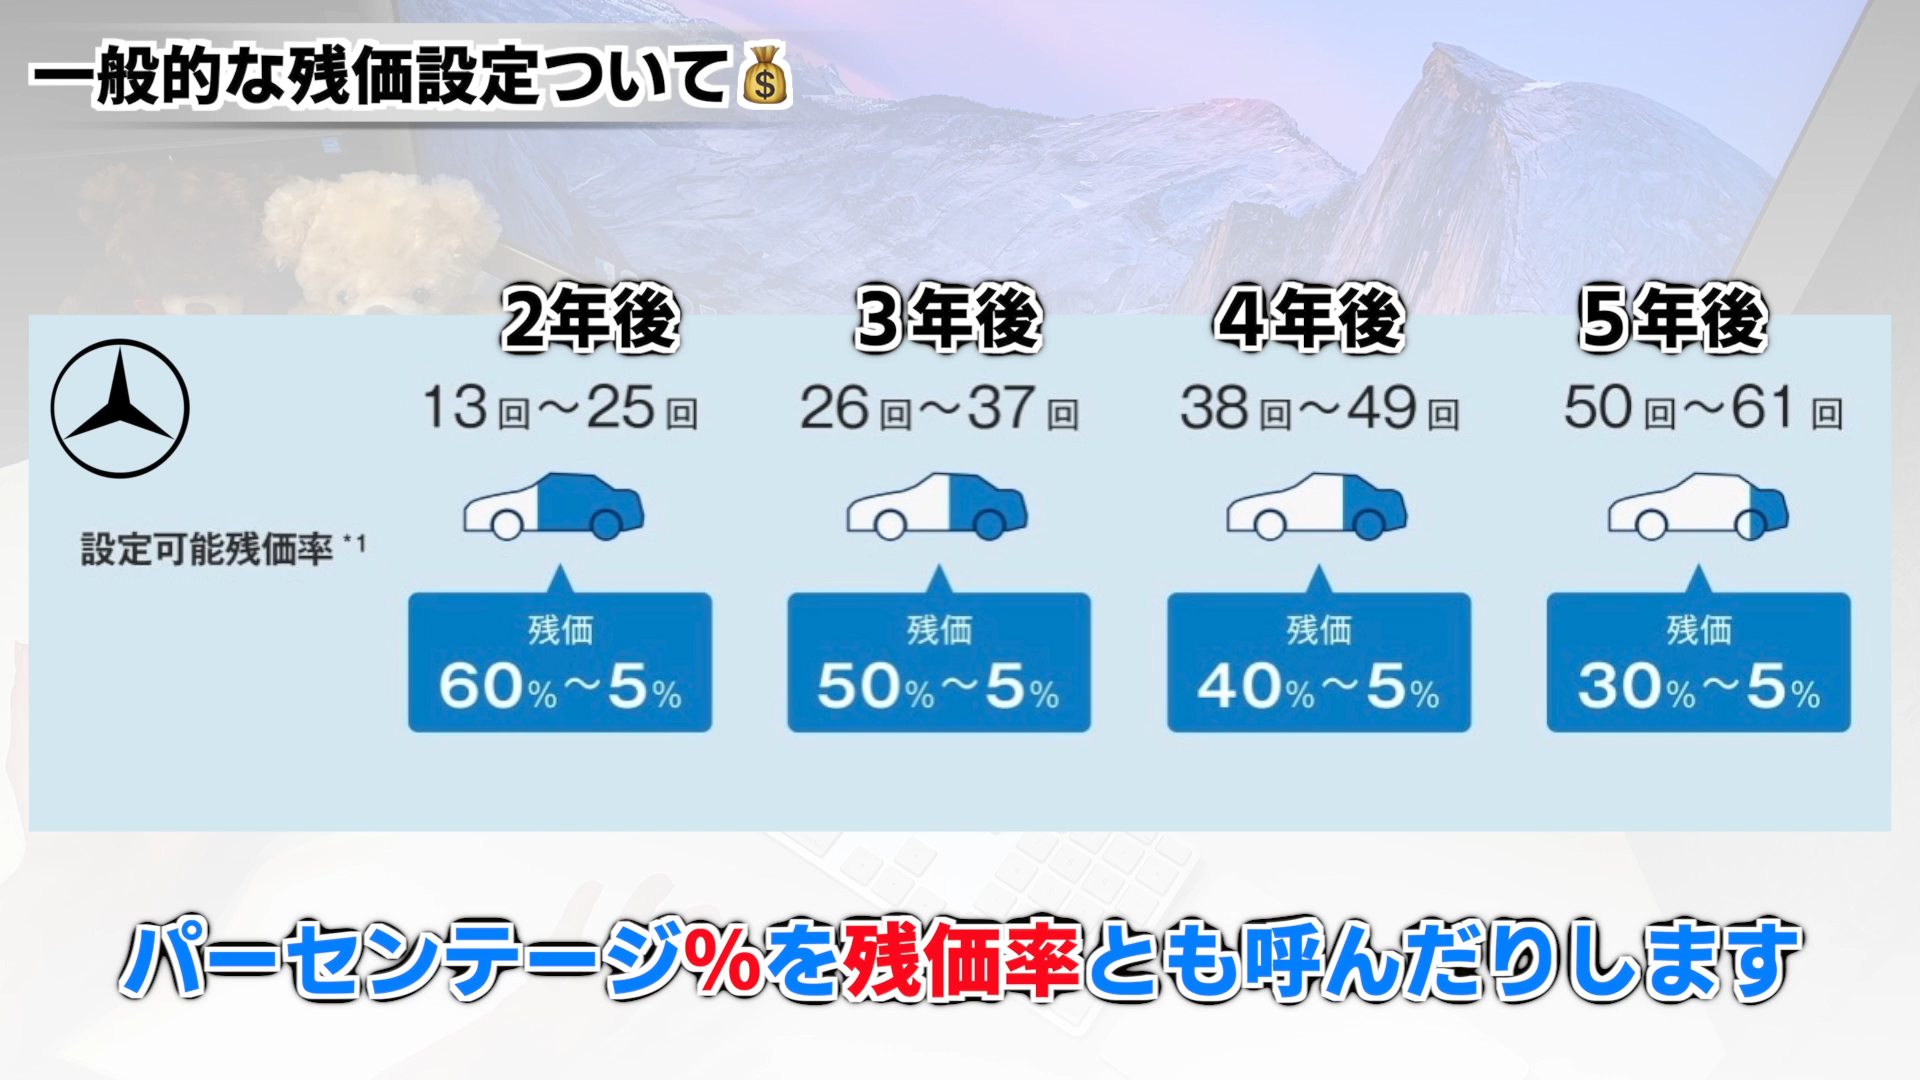 一般的な残価設定ついて💰
2年後 3年後 4年後 5年後
13回～25回 26回～37回 38回～49回 50回～61回
設定可能残価率*1
残価 残価 残価 残価
60%～5% 50%～5% 40%～5% 30%～5%
パーセンテージ%を残価率とも呼んだりします